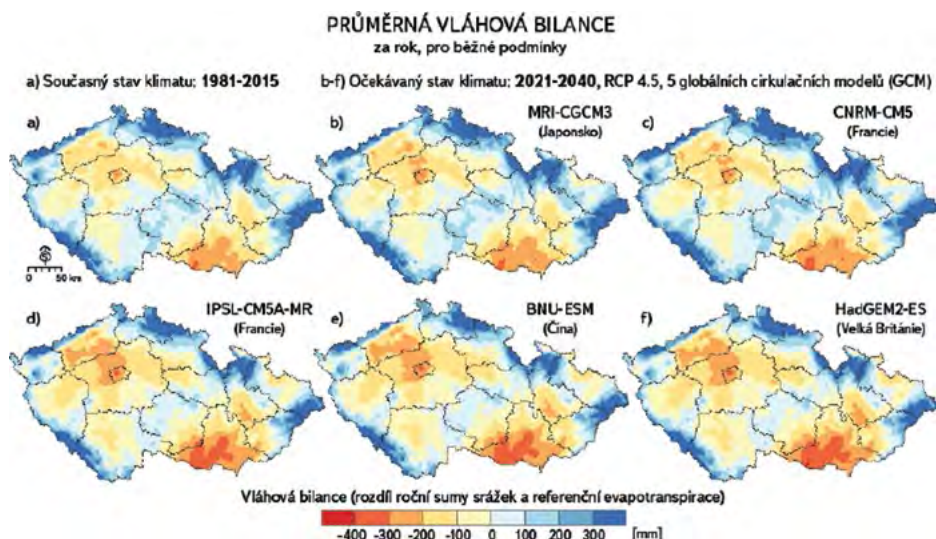 PRŮMĚRNÁ VLÁHOVÁ BILANCE
za rok, pro běžné podmínky
a) Současný stav klimatu: 1981-2015
b-f) Očekávaný stav klimatu: 2021-2040, RCP 4.5, 5 globálních cirkulačních modelů (GCM)
a)
b)
MRI-CGCM3
(Japonsko)
c)
CNRM-CM5
(Francie)
0 50 km
d)
IPSL-CM5A-MR
(Francie)
e)
BNU-ESM
(Čína)
f)
HadGEM2-ES
(Velká Británie)
Vláhová bilance (rozdíl roční sumy srážek a referenční evapotranspirace)
-400 -300 -200 -100 0 100 200 300 [mm]